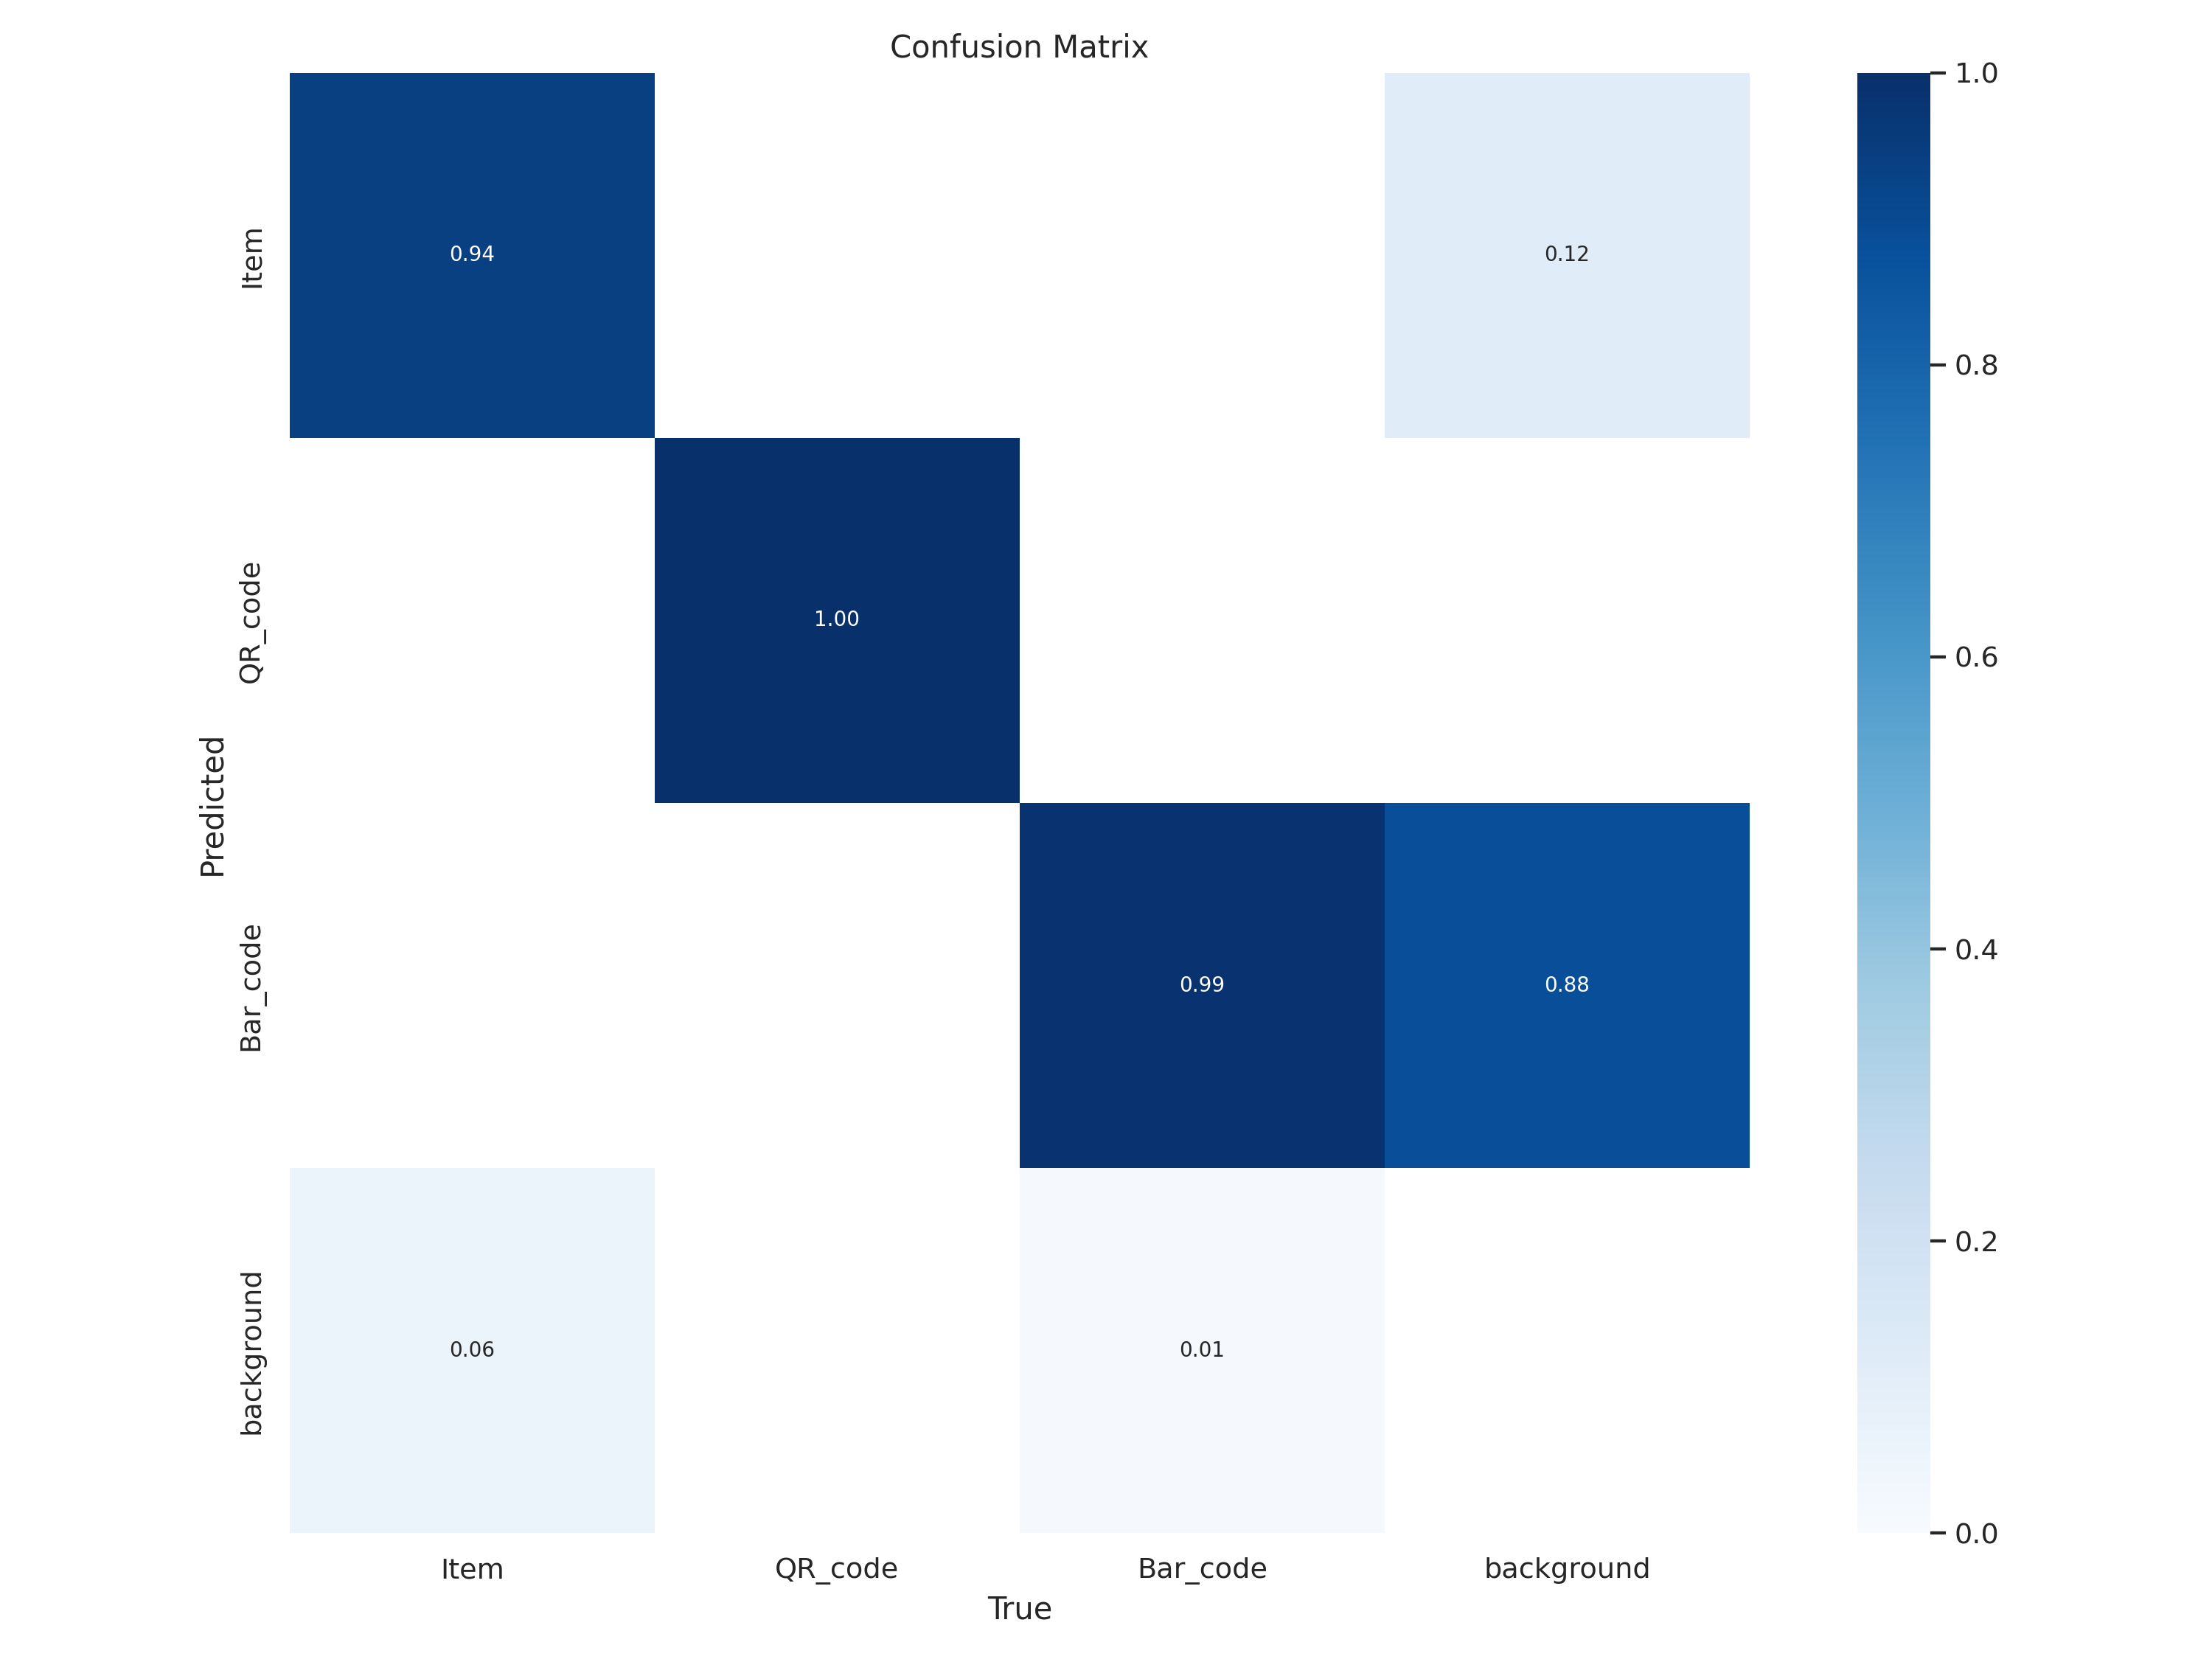 Confusion Matrix
Item
QR_code
Bar_code
background
Predicted
0.94
0.12
1.00
0.99
0.88
0.06
0.01
Item
QR_code
Bar_code
background
True
1.0
0.8
0.6
0.4
0.2
0.0